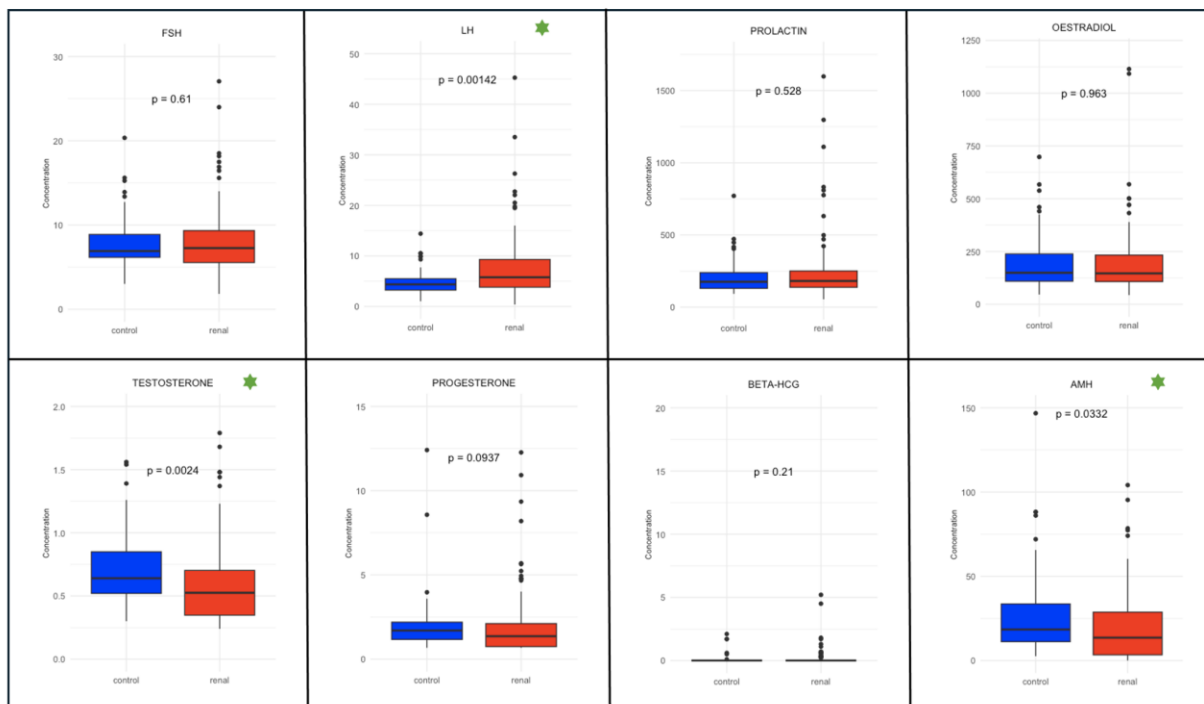 FSH
30
p = 0.61
20
Concentration
10
0
control renal
LH
50
p = 0.00142
40
30
Concentration
20
10
0
control renal
PROLACTIN
1500
p = 0.528
1000
Concentration
500
0
control renal
OESTRADIOL
1250
1000
p = 0.963
750
Concentration
500
250
0
control renal
TESTOSTERONE
2.0
1.5
p = 0.0024
Concentration
1.0
0.5
0.0
control renal
PROGESTERONE
15
p = 0.0937
10
Concentration
5
0
control renal
BETA-HCG
20
15
p = 0.21
Concentration
10
5
0
control renal
AMH
150
p = 0.0332
100
Concentration
50
0
control renal